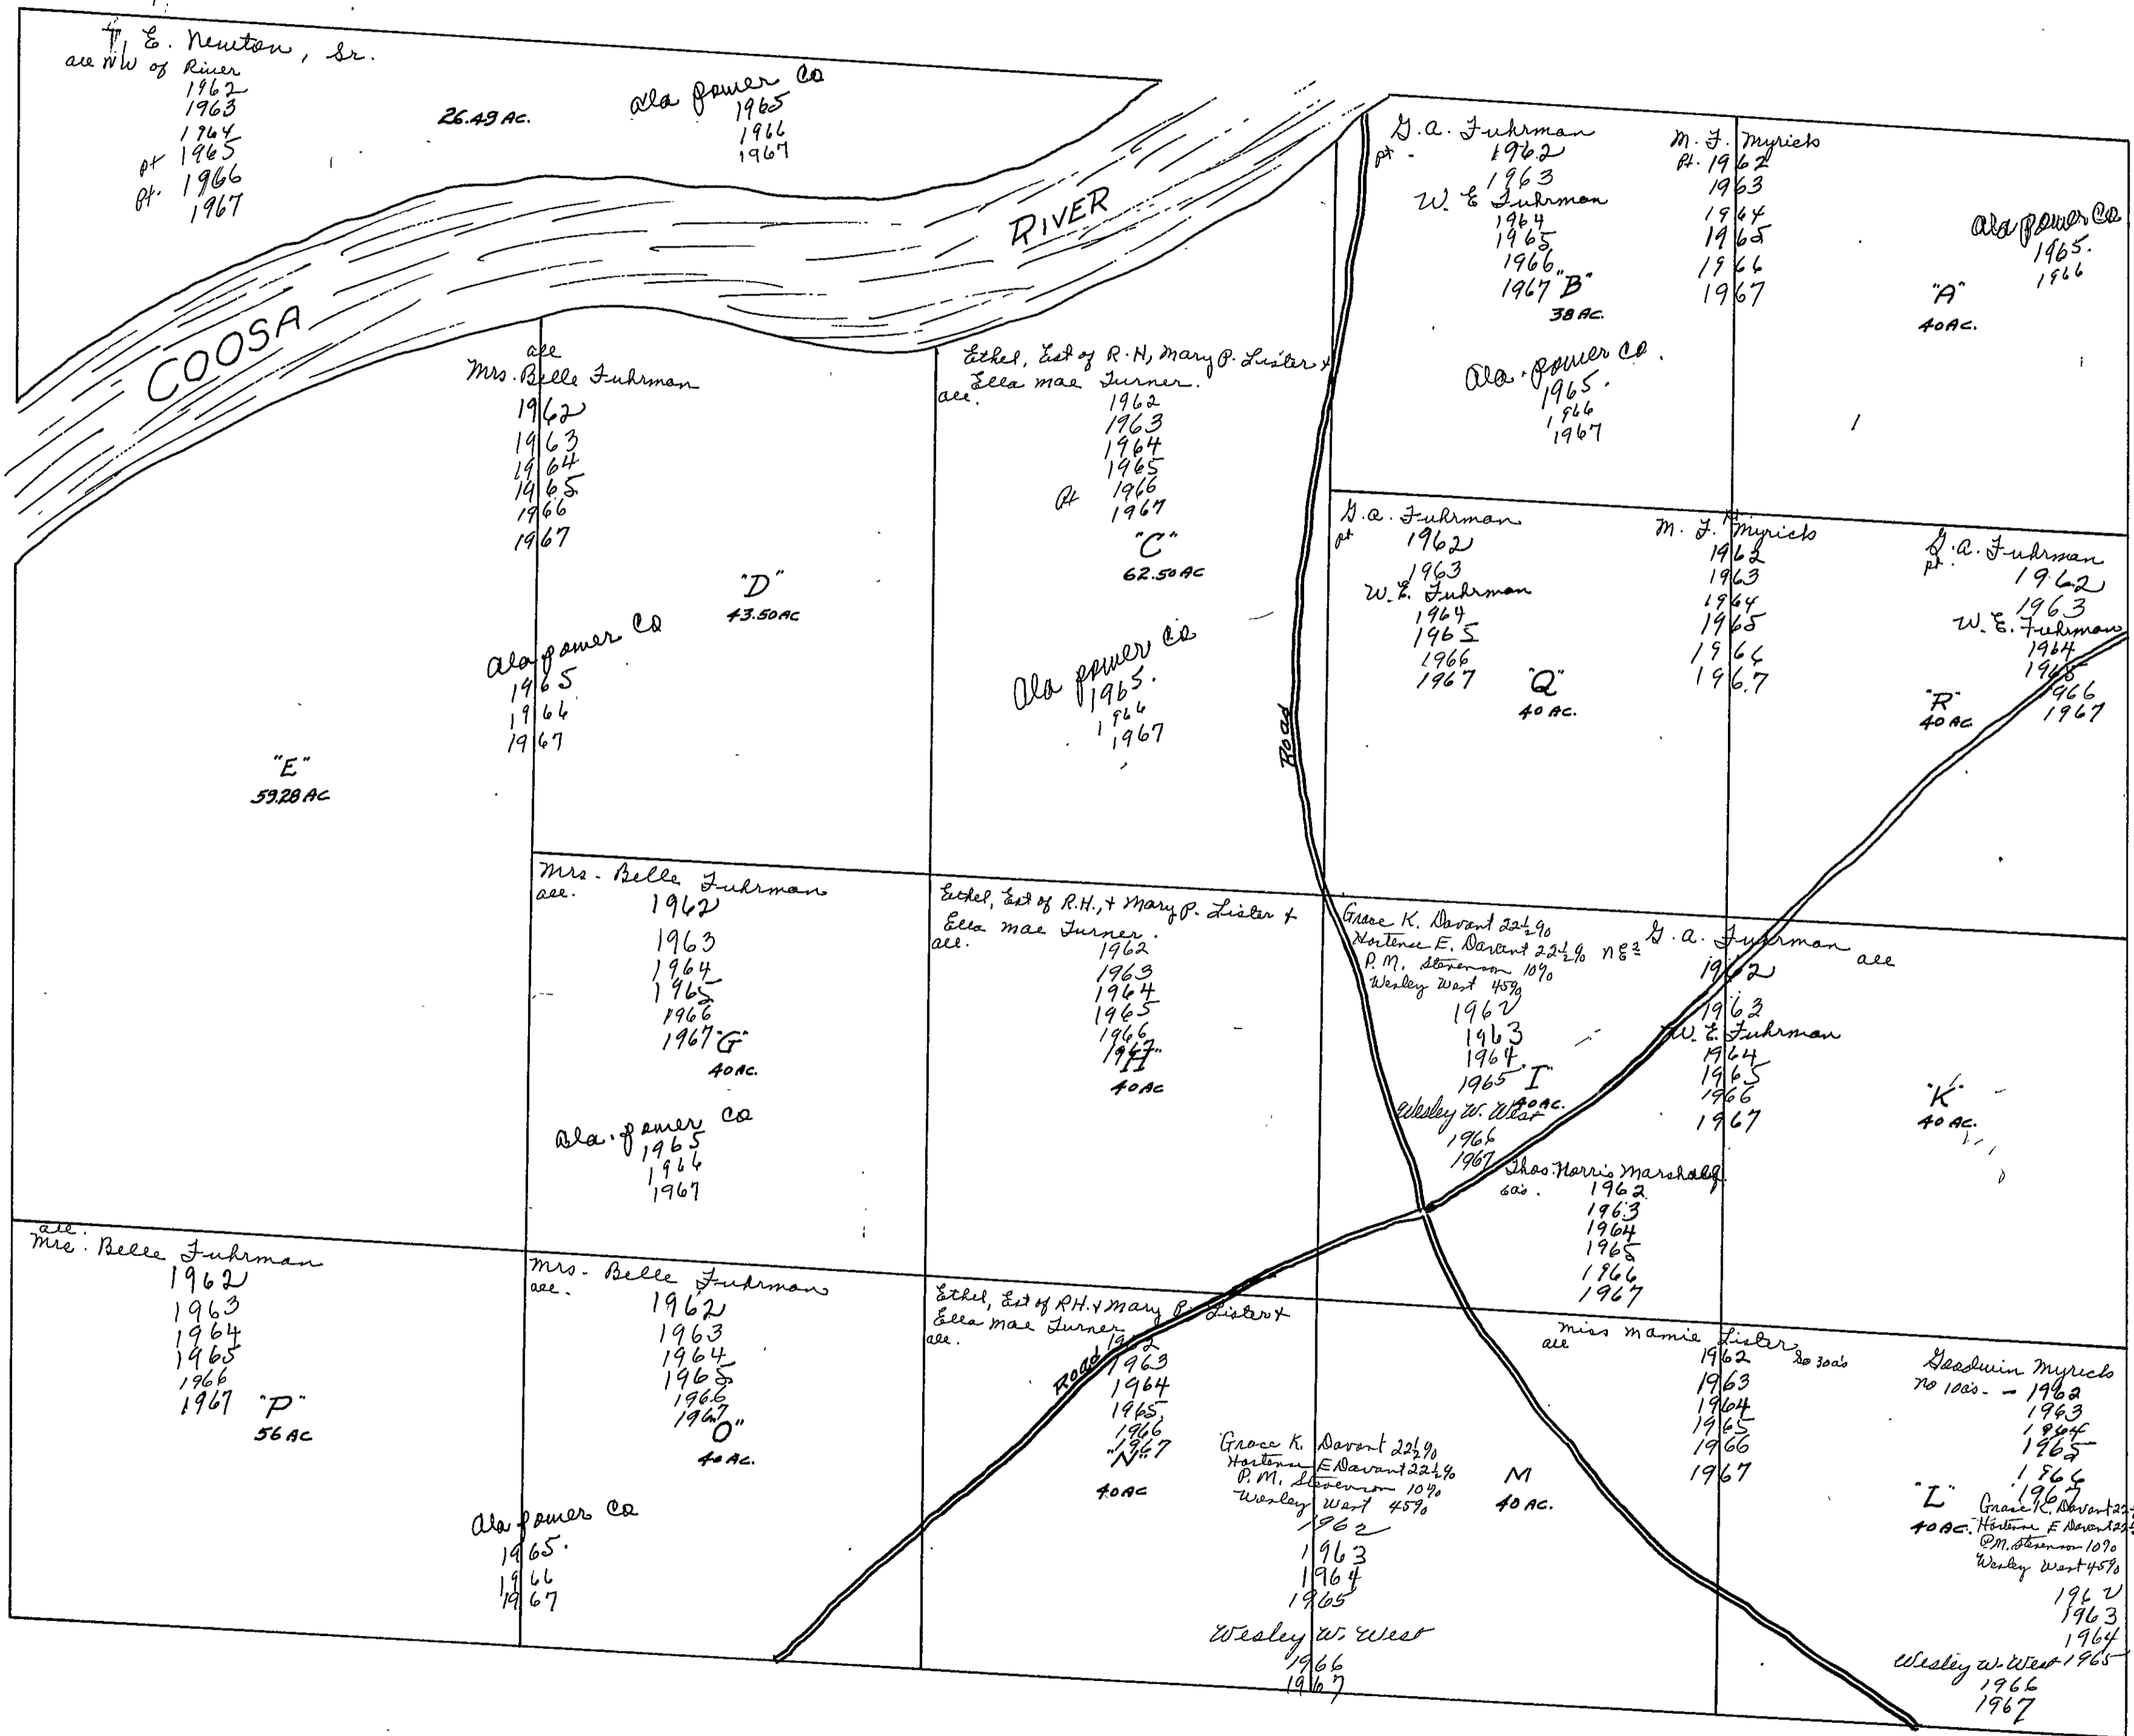 E. Newton, Sr.
all NW of River
1962
1963
1964
pt 1965
pt. 1966
1967
26.49 AC.
Ala power Co
1965
1966
1967
COOSA
RIVER
G.A. Fuhrman
pt - 1962
1963
W. E Fuhrman
1964
1965
1966
1967
"B"
38 AC.
Ala. power Co.
1965.
1966
1967
M. F. Myrick
Pt. 1962
1963
1964
1965
1966
1967
"A"
40 AC.
Ala power Co
1965.
1966
all
Mrs. Belle Fuhrman
1962
1963
1964
1965
1966
1967
"D"
43.50 AC
Ala power Co
1965
1966
1967
"E"
59.28 AC
Ethel, Est of R.H, Mary P. Lister +
Ella Mae Turner.
all.
1962
1963
1964
1965
Pt 1966
1967
"C"
62.50 AC
Ala power Co
1965.
1966
1967
Road
G.A. Fuhrman
pt 1962
1963
W.E. Fuhrman
1964
1965
1966
1967
"Q"
40 AC.
M. F. Myrick
1962
1963
1964
1965
1966
1967
G.A. Fuhrman
pt. 1962
1963
W.E. Fuhrman
1964
1965
1966
1967
"R"
40 AC
Mrs. Belle Fuhrman
all.
1962
1963
1964
1965
1966
1967
"G"
40 AC.
Ala. power Co
1965
1966
1967
Ethel, Est of R.H., + Mary P. Lister +
Ella Mae Turner.
all.
1962
1963
1964
1965
1966
1967
"H"
40 AC
Grace K. Davant 22½%
Hortense E. Davant 22½%
P.M. Stevenson 10%
Wesley West 45%
1962
1963
1964
1965
"I"
40 AC.
Wesley W. West
1966
1967
G.A. Fuhrman
all
1962
1963
W.E. Fuhrman
1964
1965
1966
1967
"K"
40 AC.
Thos. Harris Marshall
6a's.
1962
1963
1964
1965
1966
1967
all.
Mrs. Belle Fuhrman
1962
1963
1964
1965
1966
1967
"P"
56 AC
Mrs. Belle Fuhrman
all.
1962
1963
1964
1965
1966
1967
"O"
40 AC.
Ala power Co
1965.
1966
1967
Ethel, Est of R.H. + Mary P. Lister +
Ella Mae Turner
all.
1962
1963
1964
1965
1966
1967
"N"
40 AC
Road
Grace K. Davant 22½%
Hortense E Davant 22½%
P.M. Stevenson 10%
Wesley West 45%
1962
1963
1964
1965
Wesley W. West
1966
1967
M
40 AC.
Miss Mamie Lister
all
So 30a's
1962
1963
1964
1965
1966
1967
Goodwin Myrick
No 10a's - 1962
1963
1964
1965
1966
1967
"L"
40 AC.
Grace K. Davant 22½
Hortense E Davant 22½
P.M. Stevenson 10%
Wesley West 45%
1962
1963
1964
1965
Wesley W. West
1966
1967